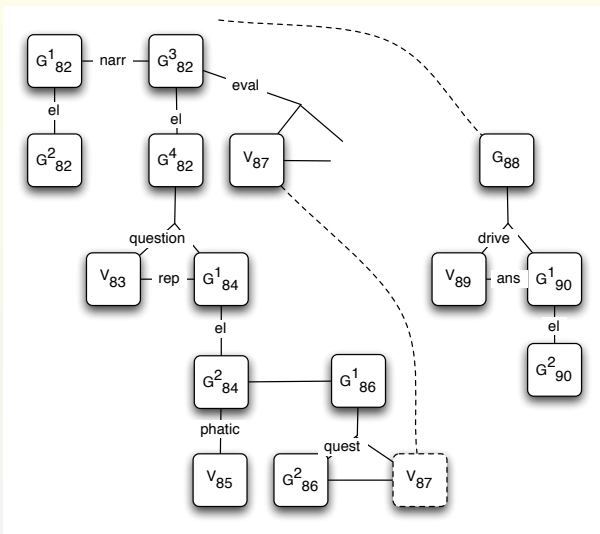 G¹₈₂ narr G³₈₂
eval
el el
G²₈₂ G⁴₈₂ V₈₇ G₈₈
question drive
V₈₃ rep G¹₈₄ V₈₉ ans G¹₉₀
el el
G²₈₄ G¹₈₆ G²₉₀
phatic quest
V₈₅ G²₈₆ V₈₇